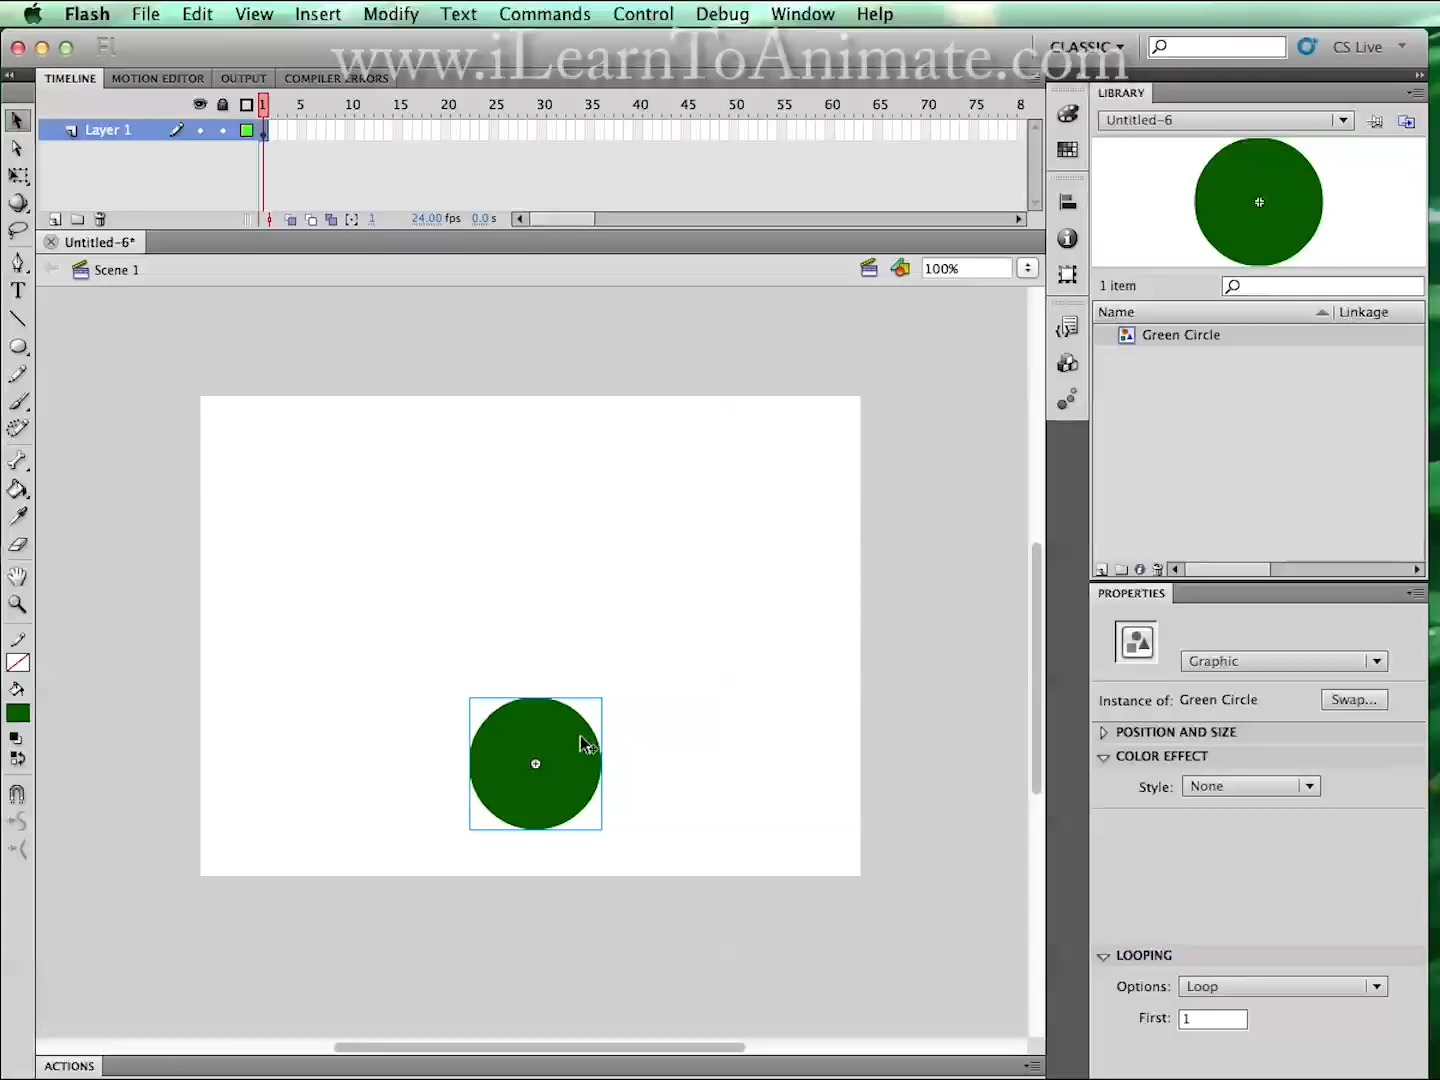 Flash File Edit View Insert Modify Text Commands Control Debug Window Help
www.iLearnToAnimate.com
Fl CLASSIC CS Live
TIMELINE MOTION EDITOR OUTPUT COMPILER ERRORS
1 5 10 15 20 25 30 35 40 45 50 55 60 65 70 75 8
Layer 1
1 24.00 fps 0.0 s
Untitled-6*
Scene 1 100%
LIBRARY
Untitled-6
1 item
Name Linkage
Green Circle
PROPERTIES
Graphic
Instance of: Green Circle Swap...
POSITION AND SIZE
COLOR EFFECT
Style: None
LOOPING
Options: Loop
First: 1
ACTIONS